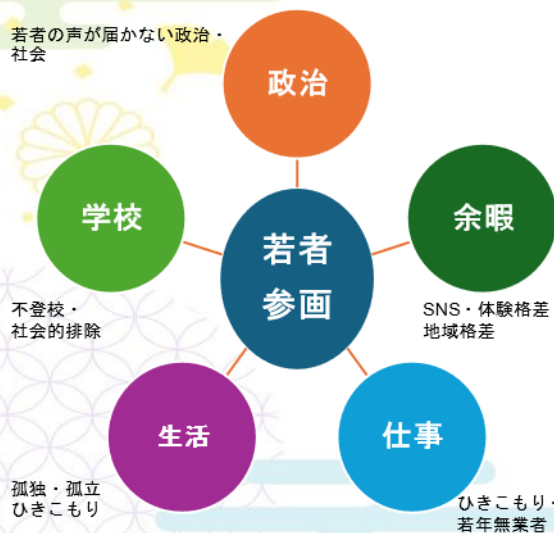 若者の声が届かない政治・
社会
政治
学校
余暇
若者
参画
不登校・
社会的排除
SNS・体験格差
地域格差
生活
仕事
孤独・孤立
ひきこもり
ひきこもり・
若年無業者